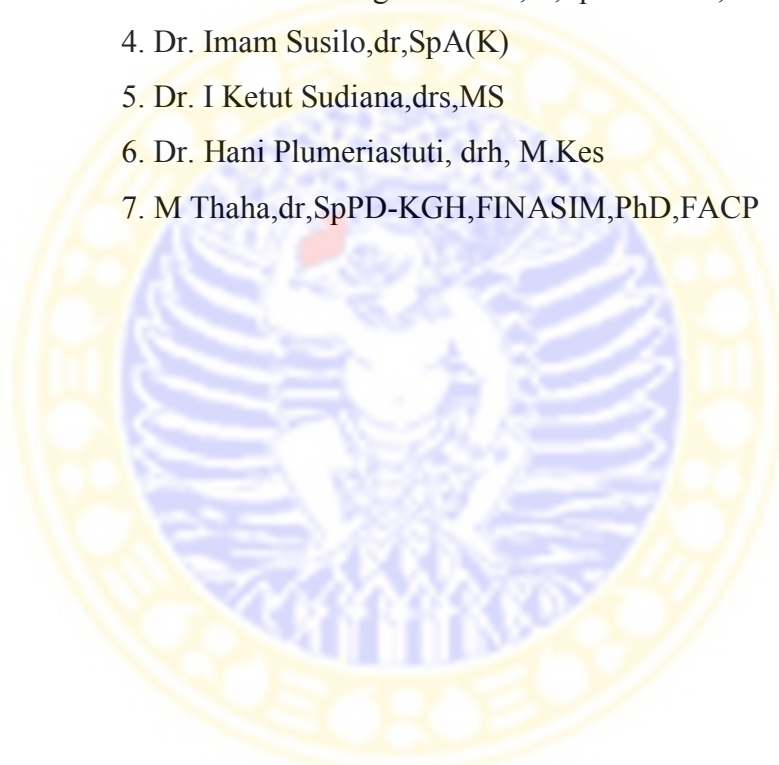 4. Dr. Imam Susilo,dr,SpA(K)
5. Dr. I Ketut Sudiana,drs,MS
6. Dr. Hani Plumeriastuti, drh, M.Kes
7. M Thaha,dr,SpPD-KGH,FINASIM,PhD,FACP